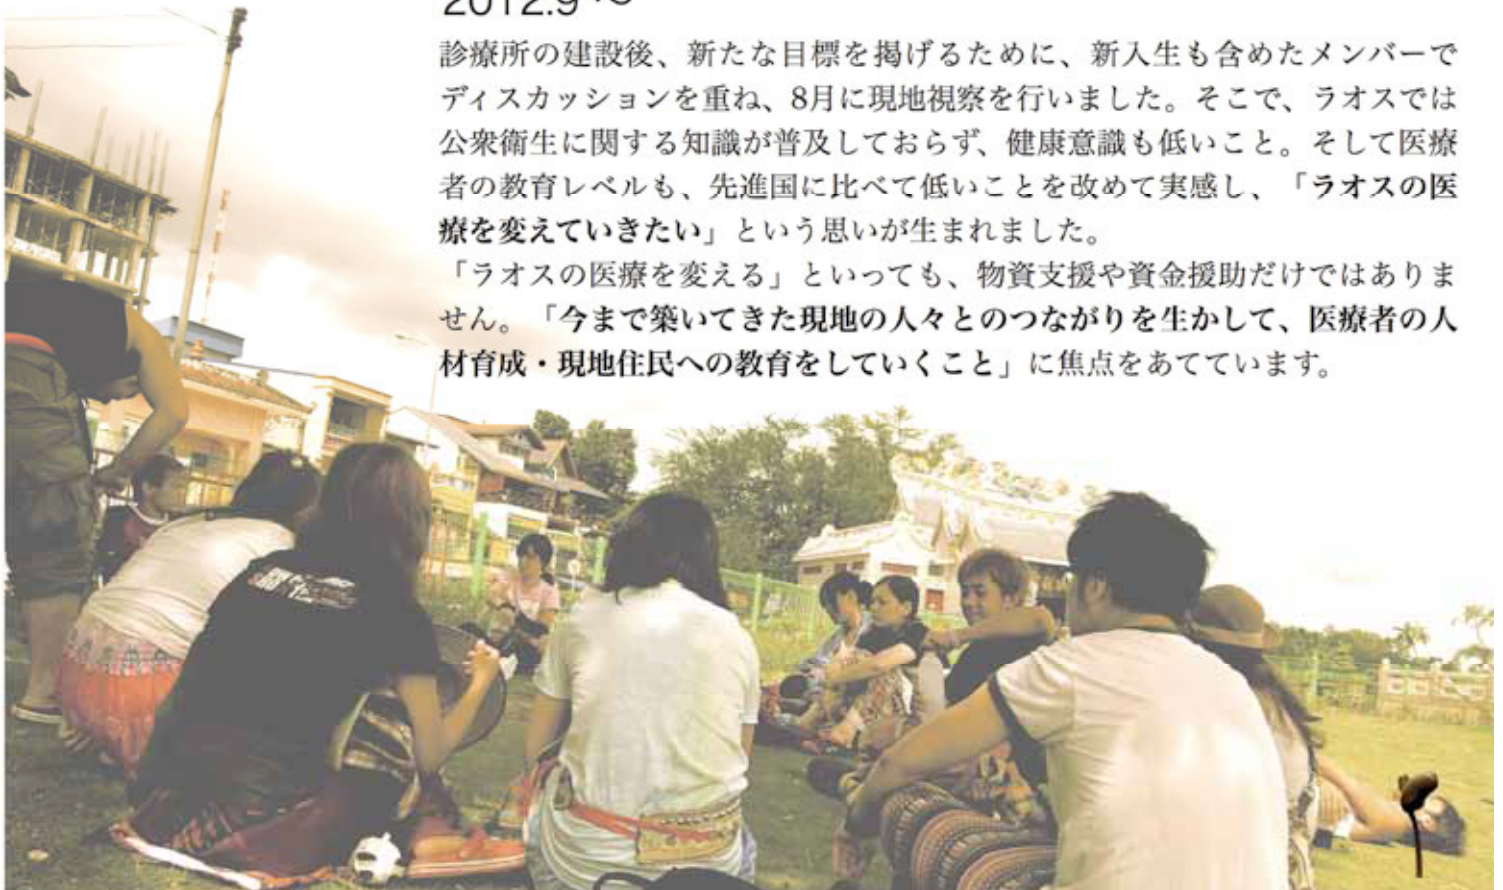 2012.9 〜
診療所の建設後、新たな目標を掲げるために、新入生も含めたメンバーで
ディスカッションを重ね、8月に現地視察を行いました。そこで、ラオスでは
公衆衛生に関する知識が普及しておらず、健康意識も低いこと。そして医療
者の教育レベルも、先進国に比べて低いことを改めて実感し、「ラオスの医
療を変えていきたい」という思いが生まれました。
「ラオスの医療を変える」といっても、物資支援や資金援助だけではありま
せん。「今まで築いてきた現地の人々とのつながりを生かして、医療者の人
材育成・現地住民への教育をしていくこと」に焦点をあてています。